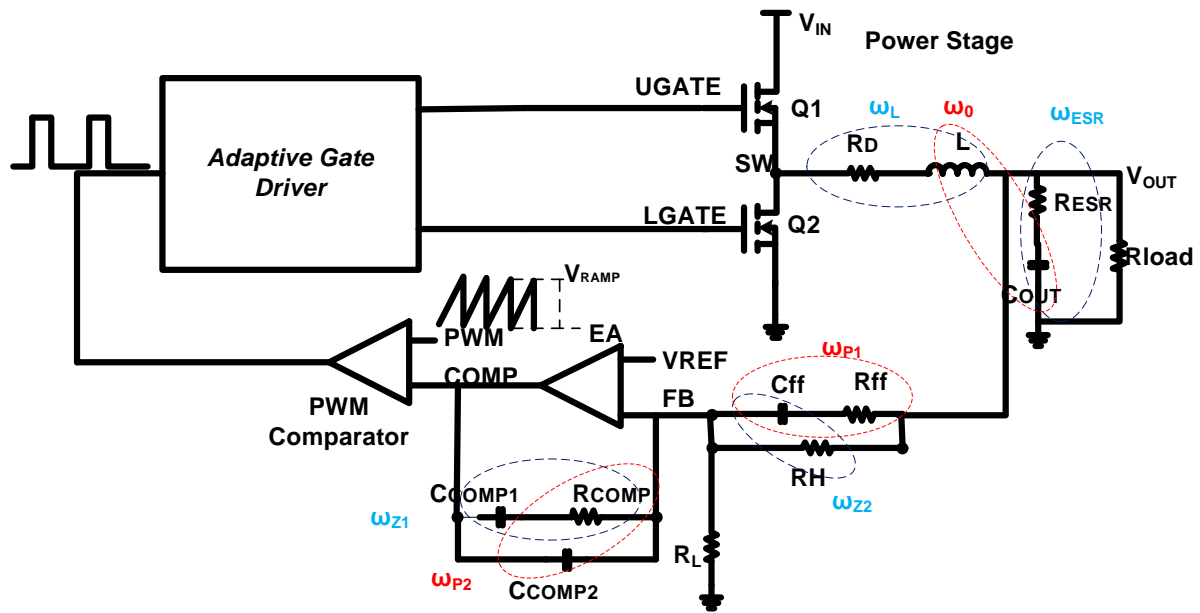 VIN
Power Stage
UGATE
Q1
Adaptive Gate
Driver
ωL
ω0
ωESR
RD
L
SW
VOUT
RESR
LGATE
Q2
Rload
COUT
VRAMP
PWM
EA
VREF
ωP1
COMP
Cff
Rff
FB
PWM
Comparator
RH
CCOMP1
RCOMP
ωZ1
ωZ2
RL
ωP2
CCOMP2